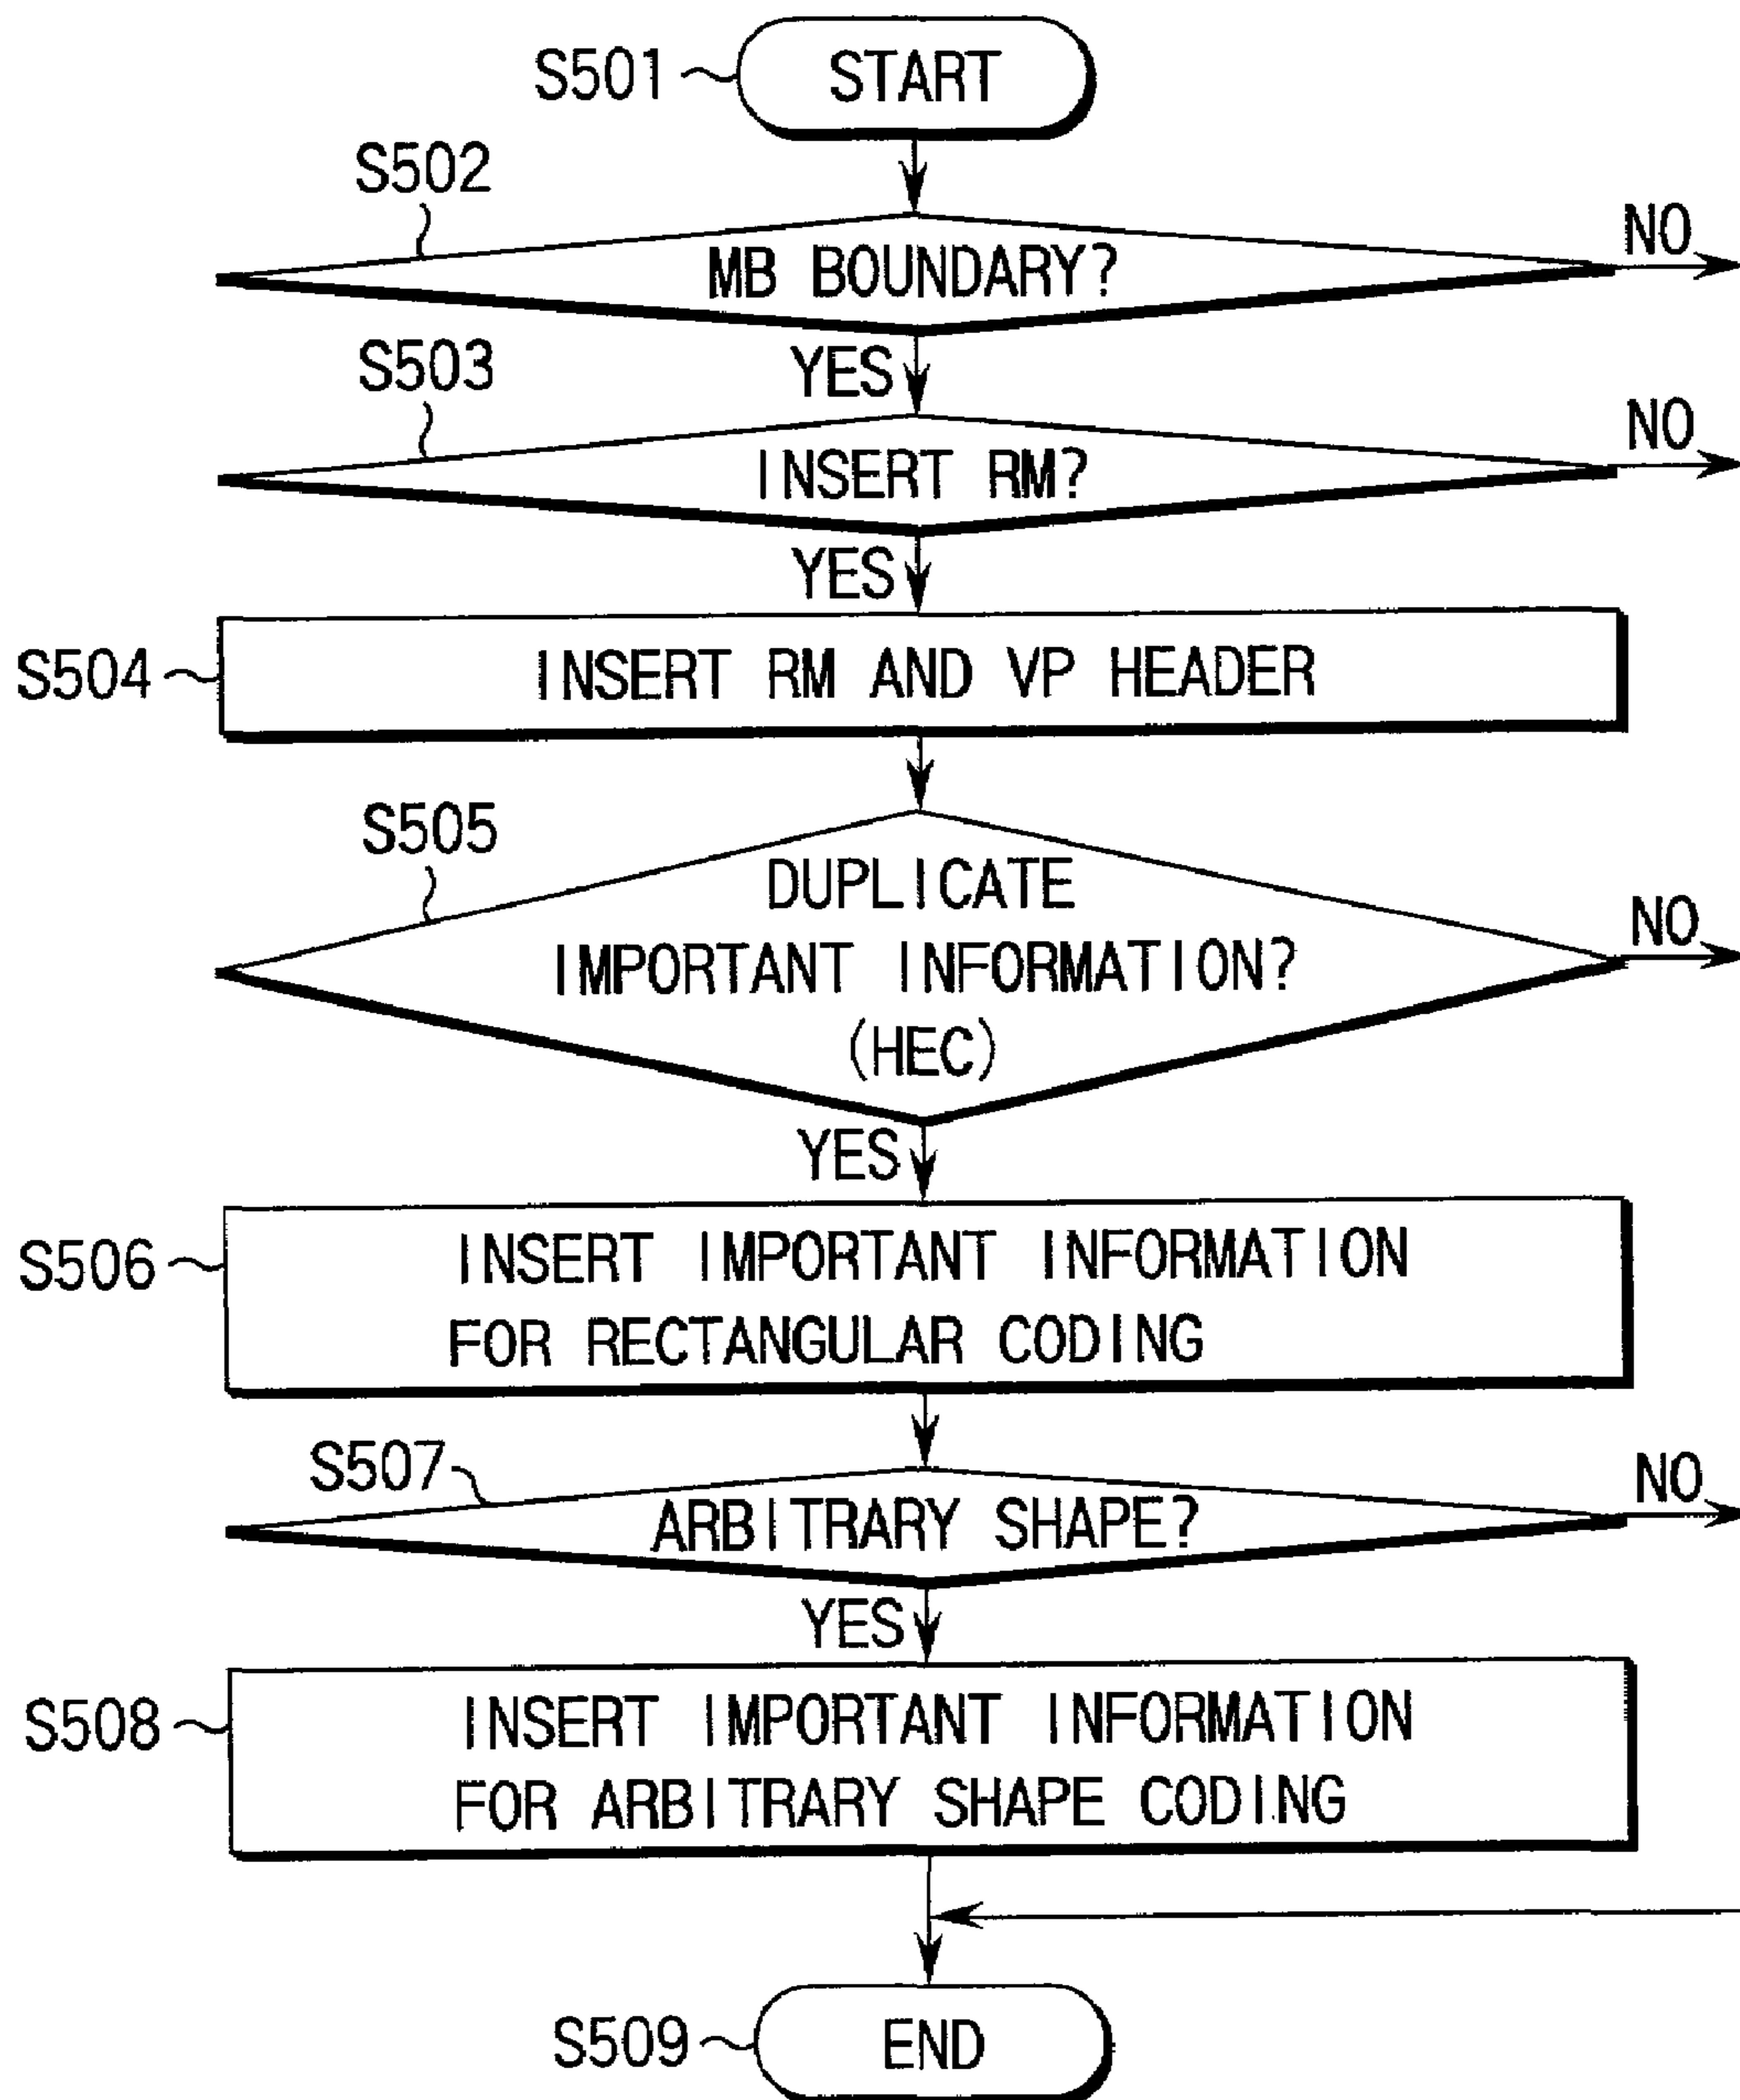 S501
START
S502
MB BOUNDARY?
NO
YES
S503
INSERT RM?
NO
YES
S504
INSERT RM AND VP HEADER
S505
DUPLICATE
IMPORTANT INFORMATION?
(HEC)
NO
YES
S506
INSERT IMPORTANT INFORMATION
FOR RECTANGULAR CODING
S507
ARBITRARY SHAPE?
NO
YES
S508
INSERT IMPORTANT INFORMATION
FOR ARBITRARY SHAPE CODING
S509
END